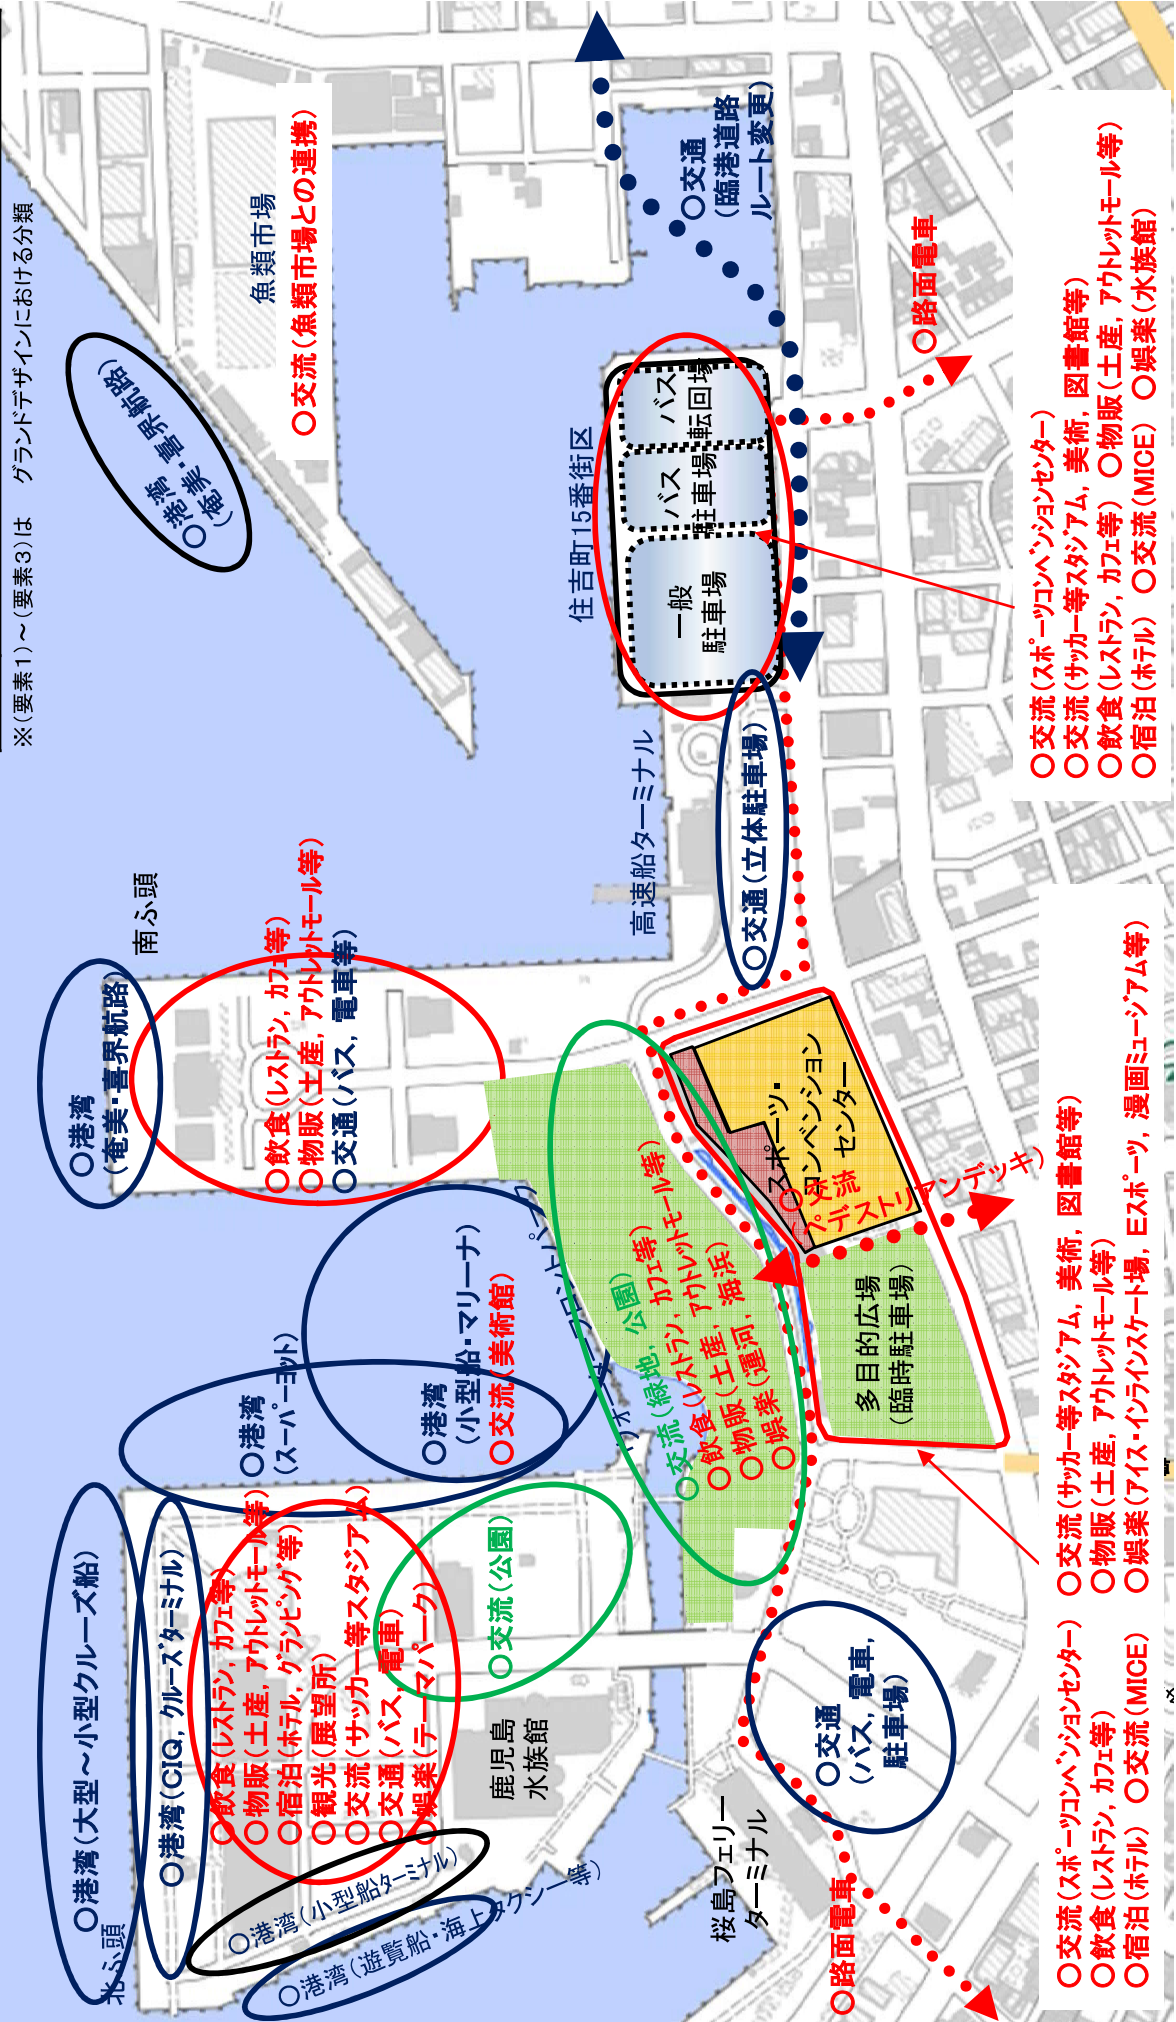 ※(要素1)～(要素3)は　グランドデザインにおける分類
北ふ頭
○港湾(大型～小型クルーズ船)
○港湾(CIQ, クルーズターミナル)
○飲食(レストラン, カフェ等)
○物販(土産, アウトレットモール等)
○宿泊(ホテル, グランピング等)
○観光(展望所)
○交流(サッカー等スタジアム)
○交通(バス, 電車)
○娯楽(テーマパーク)
○港湾(小型船ターミナル)
○港湾(遊覧船・海上タクシー等)
鹿児島
水族館
○交流(公園)
○港湾
(スーパーヨット)
○港湾
(小型船・マリーナ)
○交流(美術館)
○港湾
(奄美・喜界航路)
南ふ頭
○飲食(レストラン, カフェ等)
○物販(土産, アウトレットモール等)
○交通(バス, 電車等)
○港湾
(奄美・喜界航路)
魚類市場
○交流(魚類市場との連携)
住吉町15番街区
一般
駐車場
バス
駐車場
バス
転回場
○交通
(臨港道路
ルート変更)
高速船ターミナル
○交通(立体駐車場)
○交流(緑地, 公園)
○飲食(レストラン, カフェ等)
○物販(土産, アウトレットモール等)
○娯楽(運河, 海浜)
スポーツ・
コンベンション
センター
○交流
ペデストリアンデッキ)
多目的広場
(臨時駐車場)
桜島フェリー
ターミナル
○交通
(バス, 電車,
駐車場)
○路面電車
○路面電車
○交流(スポーツコンベンションセンター)
○交流(サッカー等スタジアム, 美術, 図書館等)
○飲食(レストラン, カフェ等)　○物販(土産, アウトレットモール等)
○宿泊(ホテル)　○交流(MICE)　○娯楽(水族館)
○交流(スポーツコンベンションセンター)　○交流(サッカー等スタジアム, 美術, 図書館等)
○飲食(レストラン, カフェ等)　○物販(土産, アウトレットモール等)
○宿泊(ホテル)　○交流(MICE)　○娯楽(アイス・インラインスケート場, Eスポーツ, 漫画ミュージアム等)